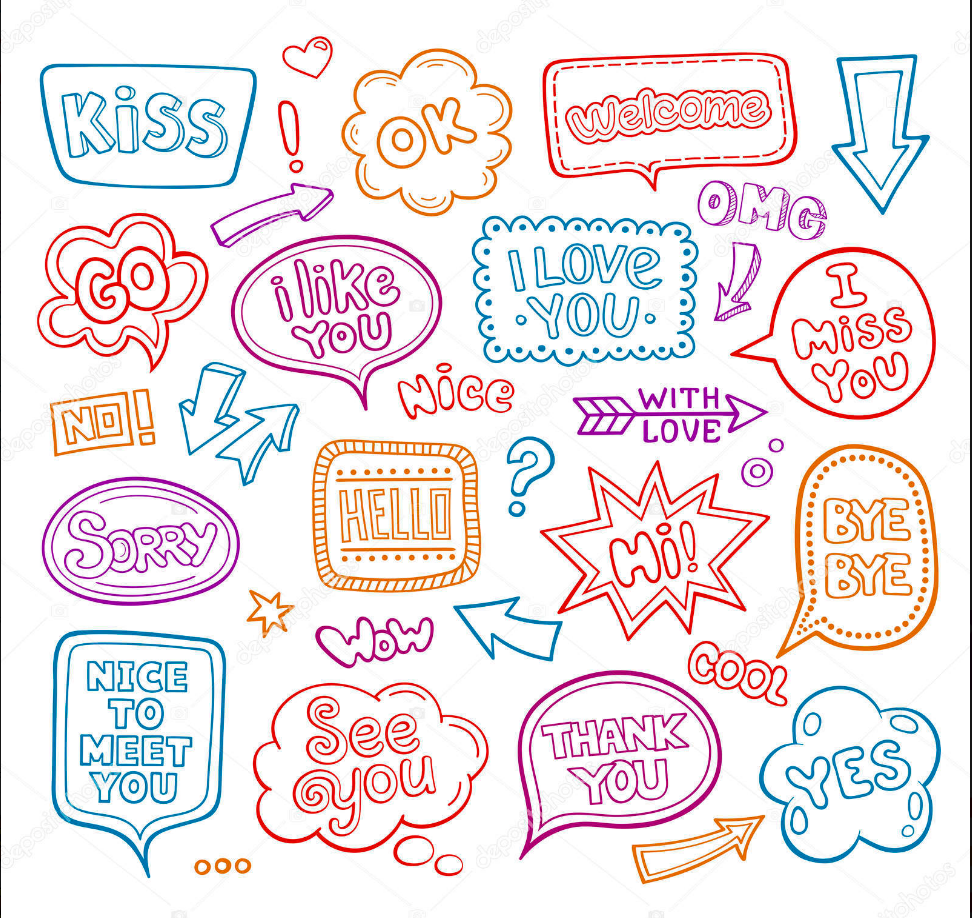 Kiss
OK
Welcome
OMG
GO
i like
YOU
I LOVE
YOU
I
Miss
YOU
Nice
WITH
LOVE
NO!
HELLO
?
SORRY
Hi!
BYE
BYE
WOW
COOL
NICE
TO
MEET
YOU
See
you
THANK
YOU
YES
!
depositphotos